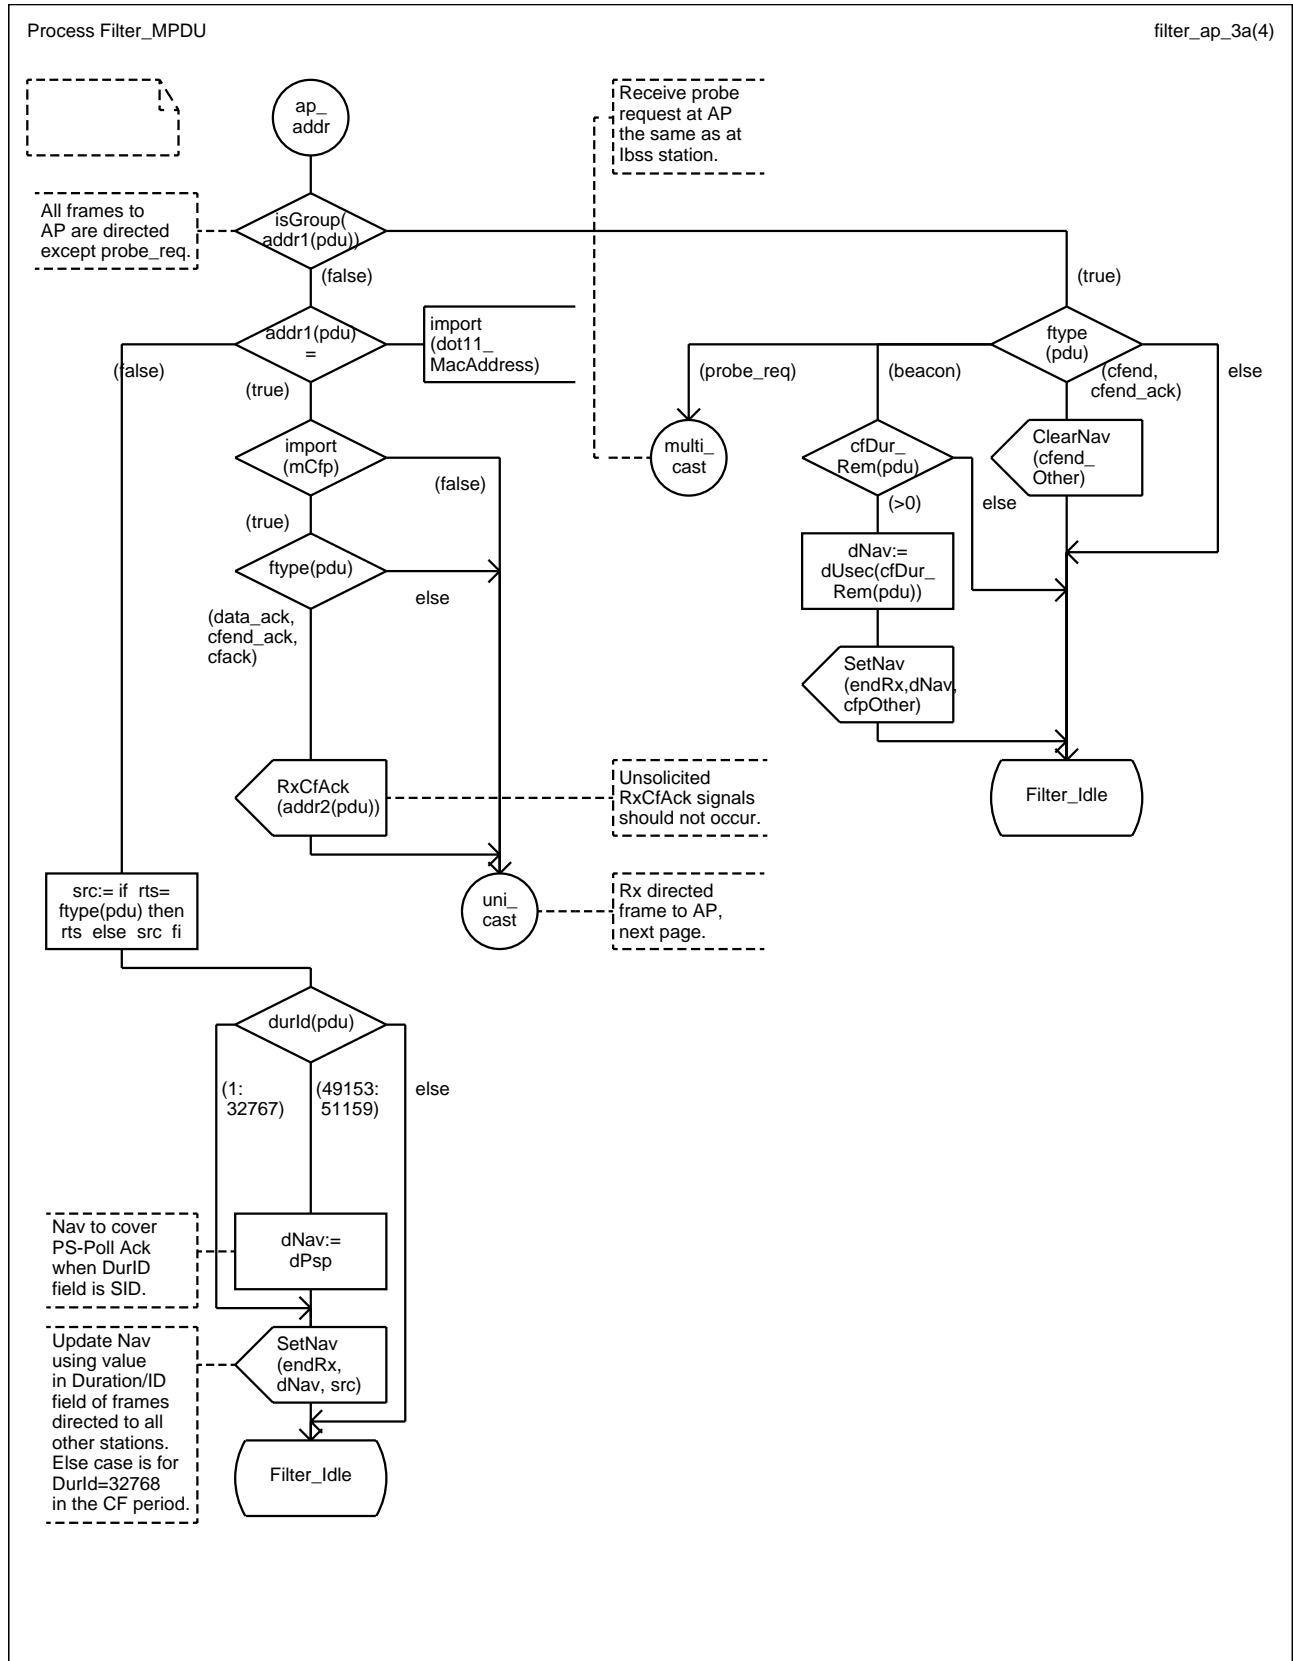 Process Filter_MPDU
filter_ap_3a(4)
ap_
addr
Receive probe
request at AP
the same as at
Ibss station.
All frames to
AP are directed
except probe_req.
isGroup(
addr1(pdu))
(false)
(true)
addr1(pdu)
=
import
(dot11_
MacAddress)
ftype
(pdu)
(false)
(true)
(probe_req)
(beacon)
(cfend,
cfend_ack)
else
import
(mCfp)
(false)
(true)
multi_
cast
cfDur_
Rem(pdu)
(>0)
else
ClearNav
(cfend_
Other)
ftype(pdu)
else
(data_ack,
cfend_ack,
cfack)
dNav:=
dUsec(cfDur_
Rem(pdu))
SetNav
(endRx,dNav,
cfpOther)
RxCfAck
(addr2(pdu))
Unsolicited
RxCfAck signals
should not occur.
Filter_Idle
src:= if rts=
ftype(pdu) then
rts else src fi
uni_
cast
Rx directed
frame to AP,
next page.
durId(pdu)
(1:
32767)
(49153:
51159)
else
Nav to cover
PS-Poll Ack
when DurID
field is SID.
dNav:=
dPsp
Update Nav
using value
in Duration/ID
field of frames
directed to all
other stations.
Else case is for
DurId=32768
in the CF period.
SetNav
(endRx,
dNav, src)
Filter_Idle